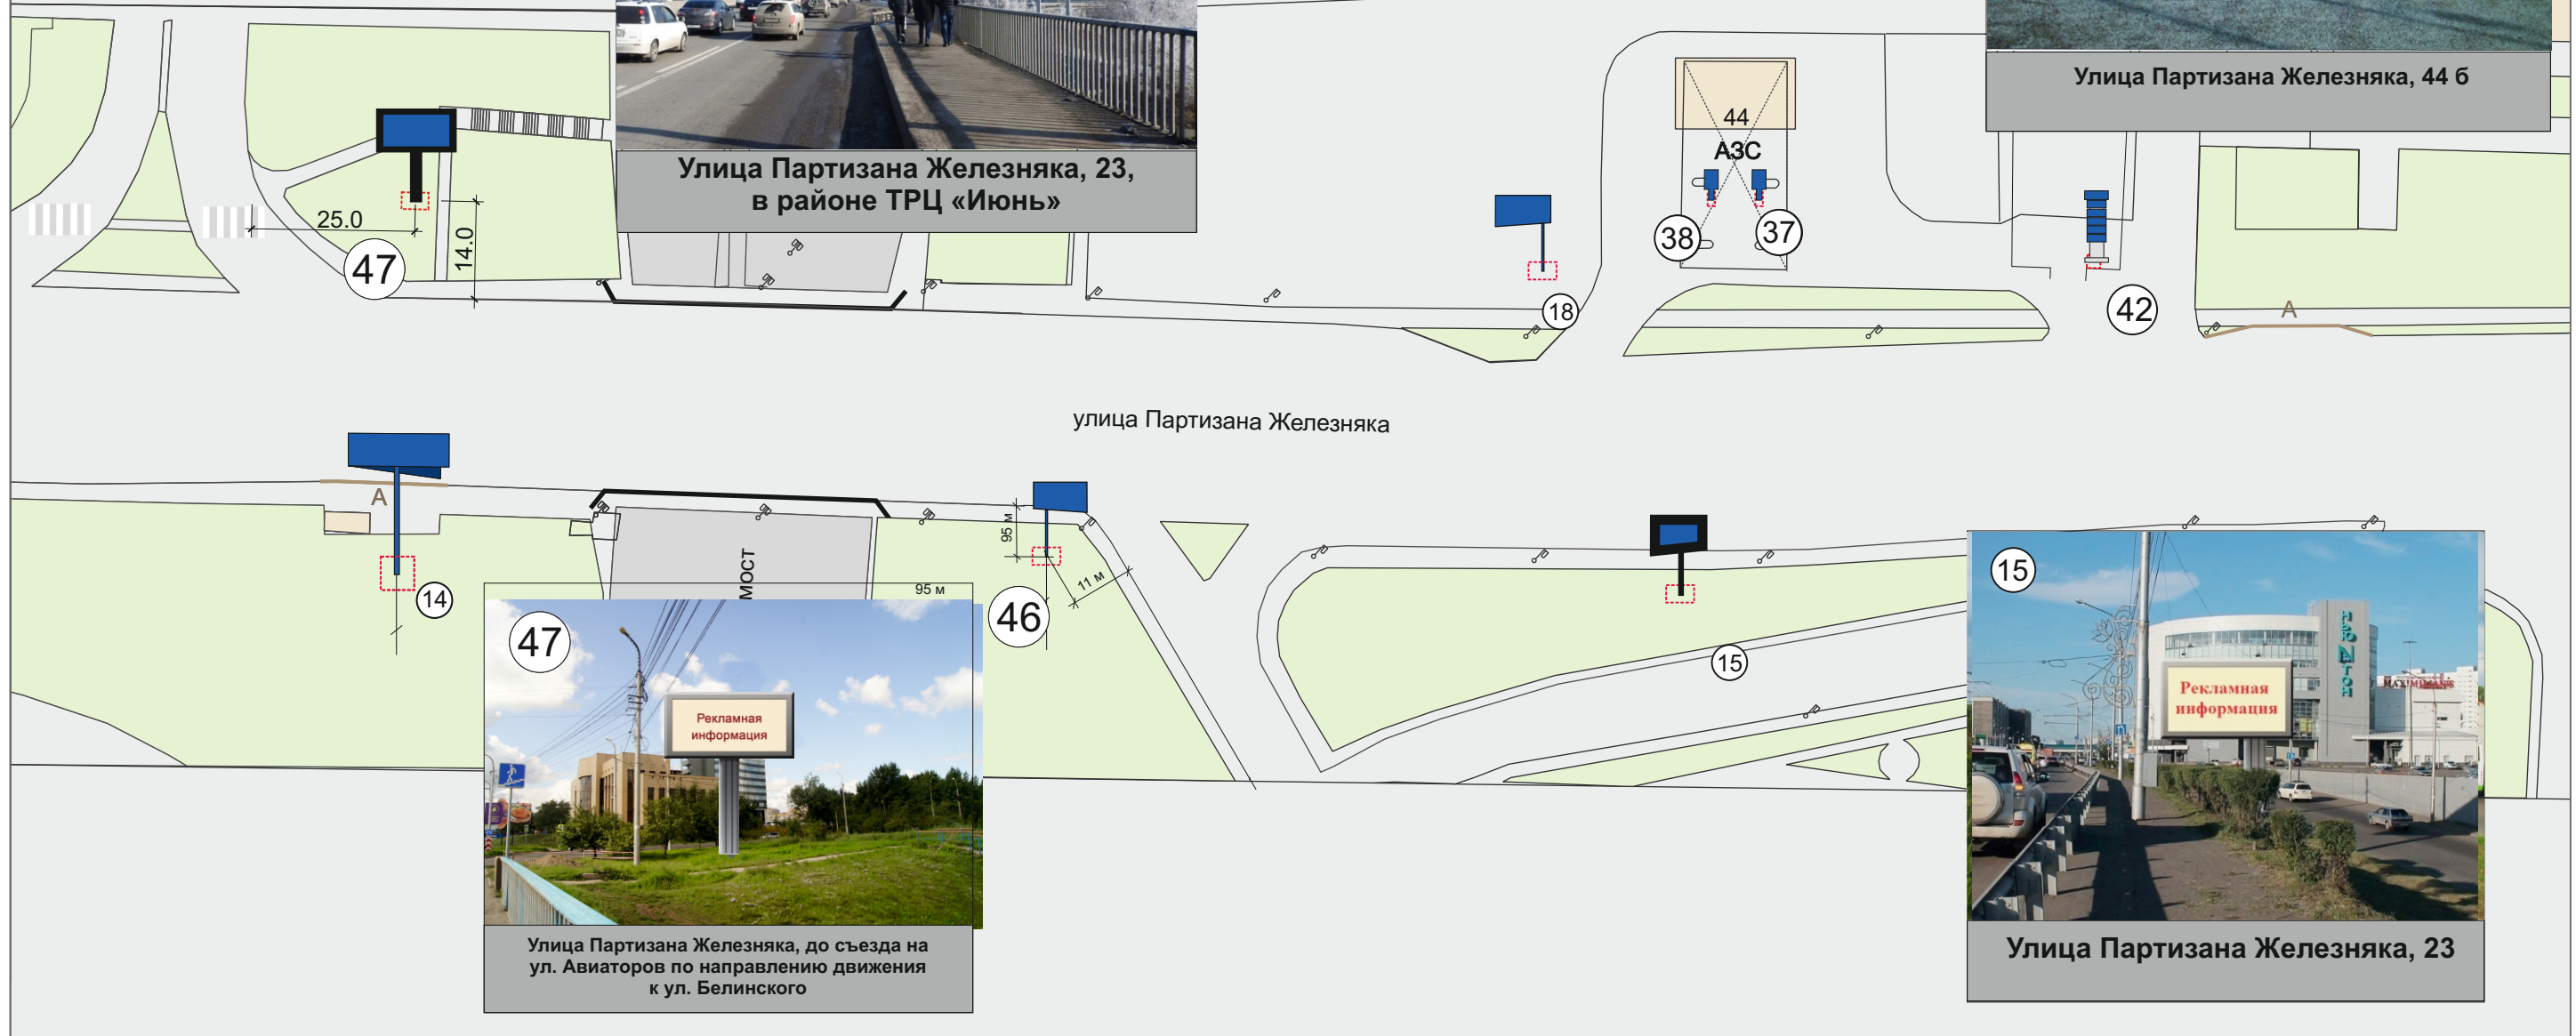 Улица Партизана Железняка, 44 б
44
АЗС
Улица Партизана Железняка, 23,
в районе ТРЦ «Июнь»
25.0
14.0
47
38
37
18
42
А
улица Партизана Железняка
А
14
мост
95 м
95 м
11 м
46
15
47
Рекламная
информация
Улица Партизана Железняка, до съезда на
ул. Авиаторов по направлению движения
к ул. Белинского
15
НЬЮТОН
MAXIMILIAN'S
Рекламная
информация
Улица Партизана Железняка, 23